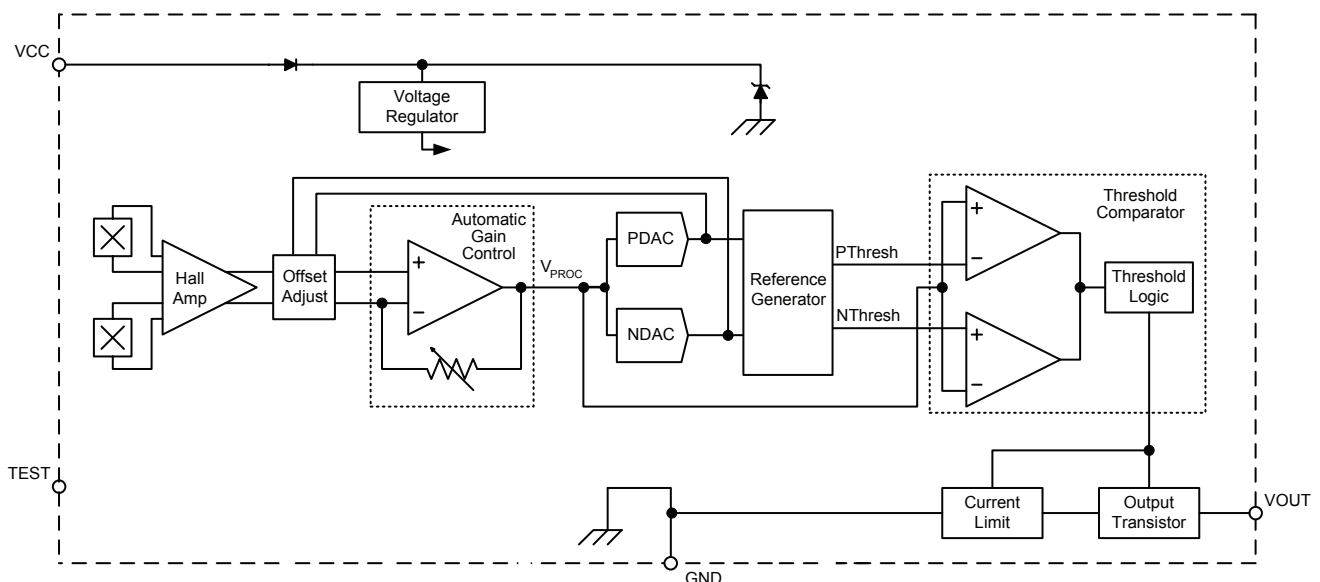 VCC
Voltage
Regulator
Automatic
Gain
Control
Threshold
Comparator
PDAC
Hall
Amp
Offset
Adjust
+
−
VPROC
Reference
Generator
PThresh
NThresh
+
−
Threshold
Logic
NDAC
+
−
TEST
Current
Limit
Output
Transistor
VOUT
GND